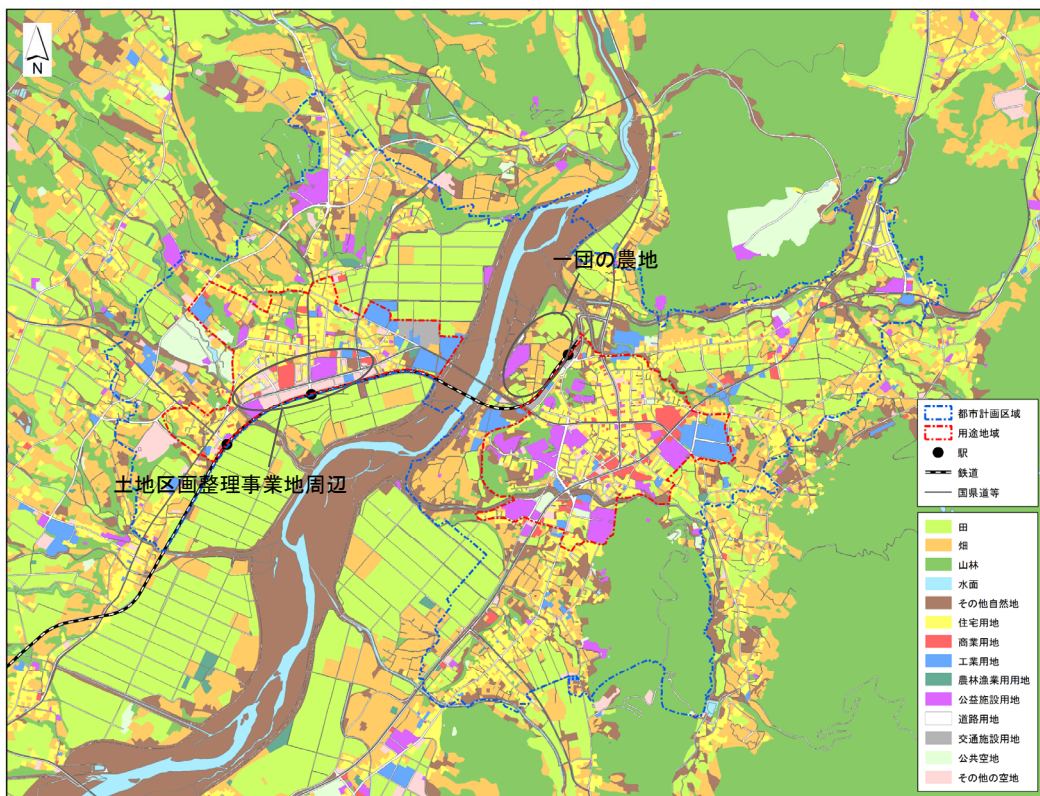 N
一団の農地
土地区画整理事業地周辺
都市計画区域
用途地域
駅
鉄道
国県道等
田
畑
山林
水面
その他自然地
住宅用地
商業用地
工業用地
農林漁業用用地
公益施設用地
道路用地
交通施設用地
公共空地
その他の空地